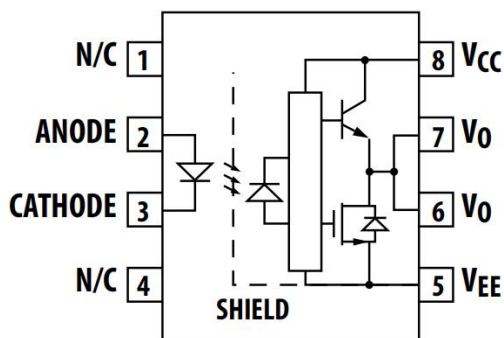 N/C 1 8 VCC
ANODE 2 7 VO
CATHODE 3 6 VO
N/C 4 5 VEE
SHIELD